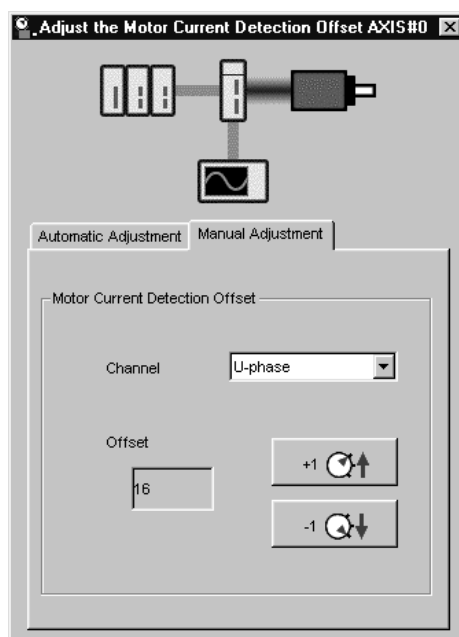 Adjust the Motor Current Detection Offset AXIS#0
Automatic Adjustment
Manual Adjustment
Motor Current Detection Offset
Channel
U-phase
Offset
+1
16
-1